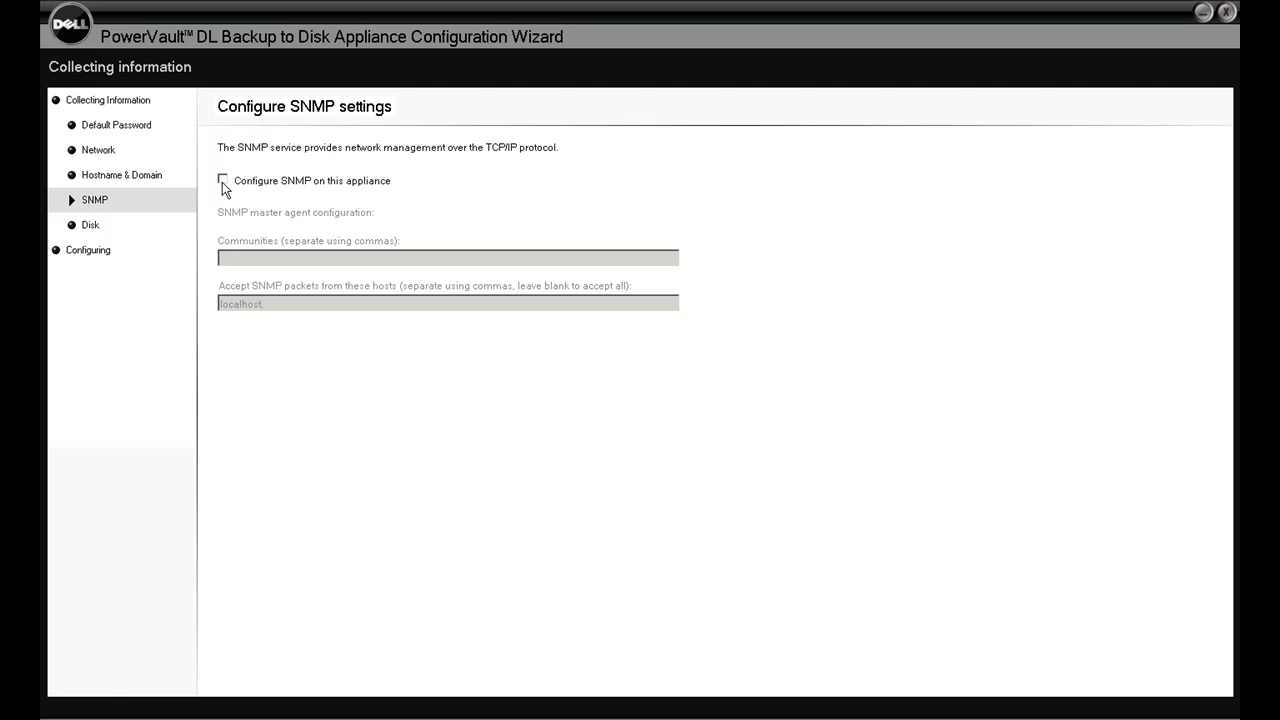 DELL
PowerVault™ DL Backup to Disk Appliance Configuration Wizard
X
Collecting information
Collecting Information
Default Password
Network
Hostname & Domain
SNMP
Disk
Configuring
Configure SNMP settings
The SNMP service provides network management over the TCP/IP protocol.
Configure SNMP on this appliance
SNMP master agent configuration:
Communities (separate using commas):
Accept SNMP packets from these hosts (separate using commas, leave blank to accept all):
localhost,